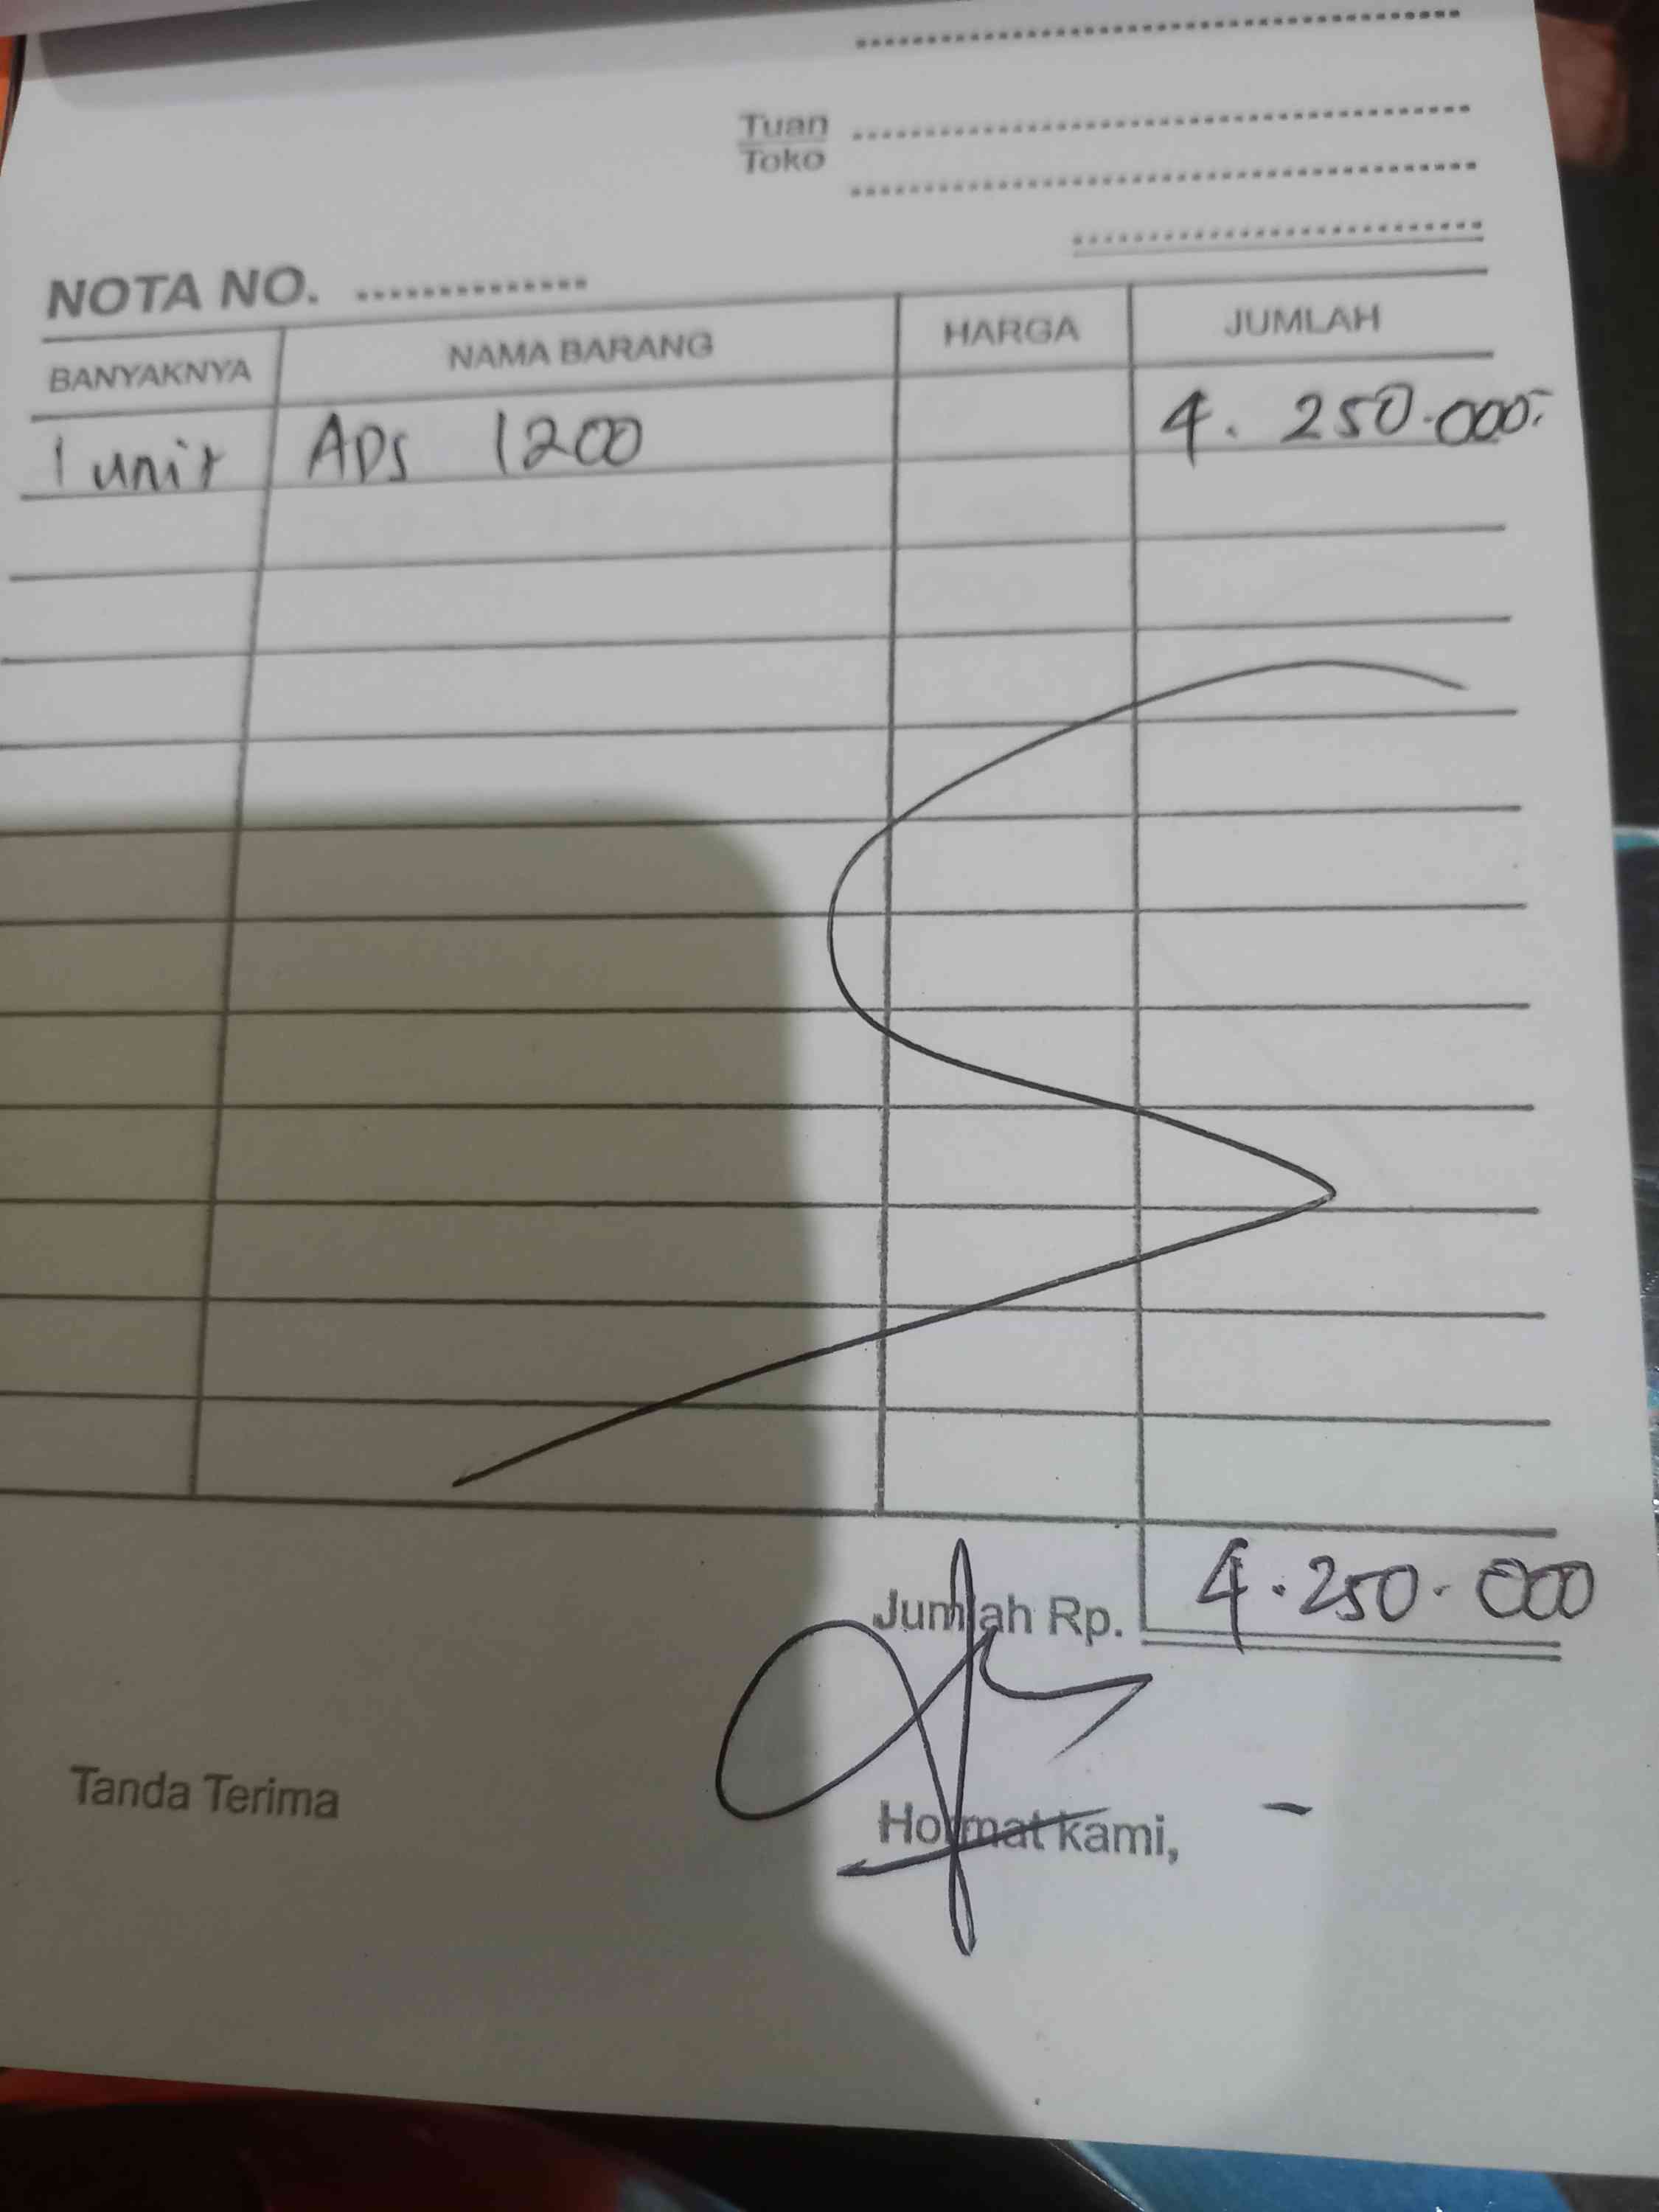 Tuan
Toko
NOTA NO.
BANYAKNYA NAMA BARANG HARGA JUMLAH
1 unit ADS 1200 4. 250.000,-
Jumlah Rp. 4.250.000
Tanda Terima Hormat kami,